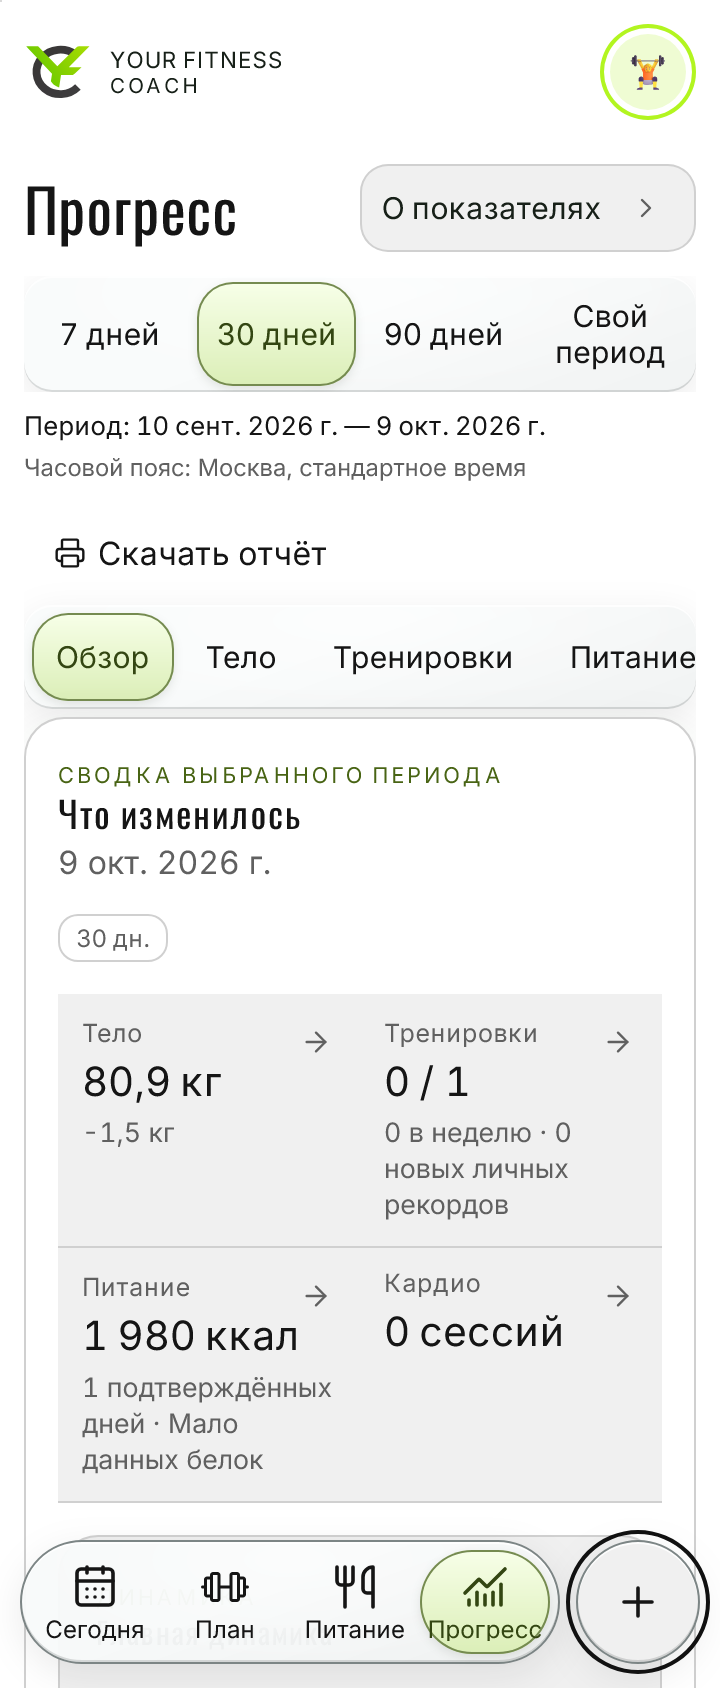 YOUR FITNESS
COACH
Прогресс
О показателях
7 дней
30 дней
90 дней
Свой
период
Период: 10 сент. 2026 г. — 9 окт. 2026 г.
Часовой пояс: Москва, стандартное время
Скачать отчёт
Обзор
Тело
Тренировки
Питание
СВОДКА ВЫБРАННОГО ПЕРИОДА
Что изменилось
9 окт. 2026 г.
30 дн.
Тело
80,9 кг
-1,5 кг
Тренировки
0 / 1
0 в неделю · 0
новых личных
рекордов
Питание
1 980 ккал
1 подтверждённых
дней · Мало
данных белок
Кардио
0 сессий
Главная динамика
Сегодня
План
Питание
Прогресс